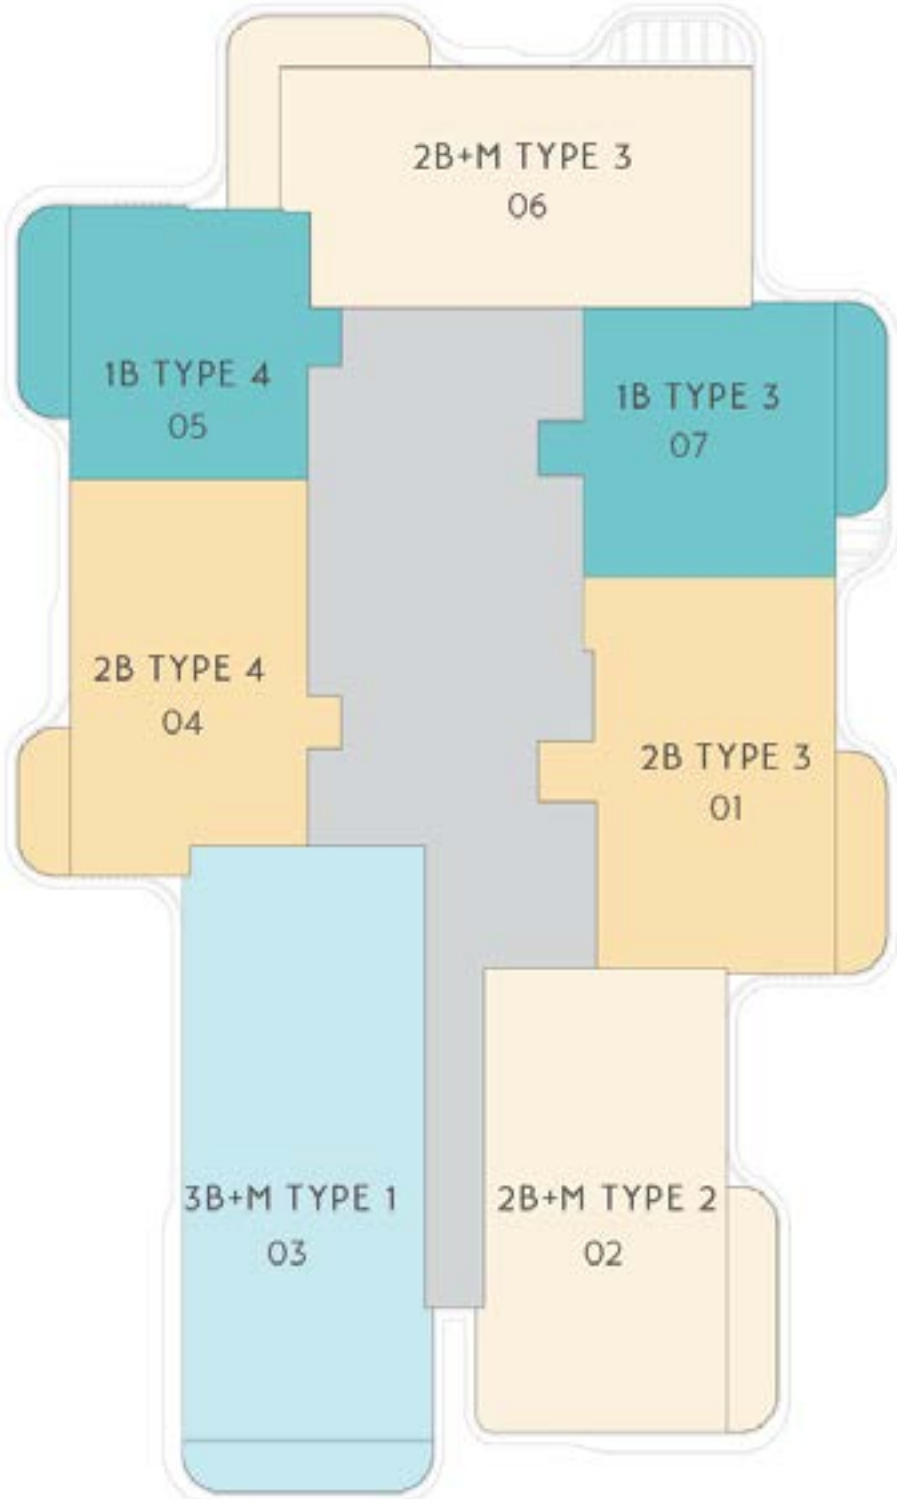 2B+M TYPE 3
06
1B TYPE 4
05
1B TYPE 3
07
2B TYPE 4
04
2B TYPE 3
01
3B+M TYPE 1
03
2B+M TYPE 2
02